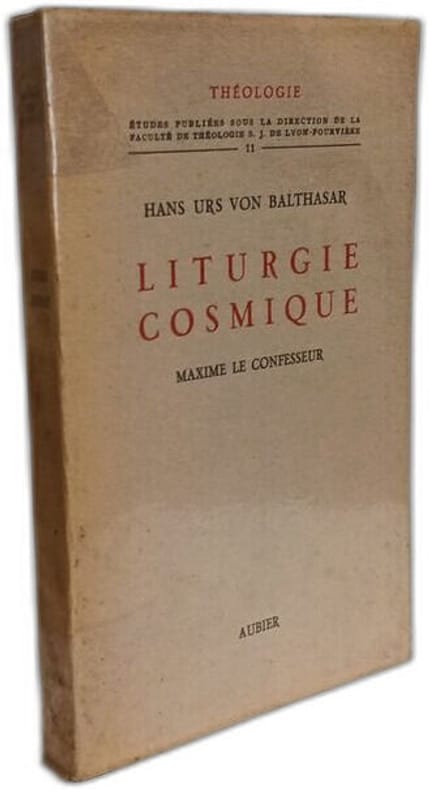 THÉOLOGIE
ÉTUDES PUBLIÉES SOUS LA DIRECTION DE LA
FACULTÉ DE THÉOLOGIE S. J. DE LYON-FOURVIÈRE
11
HANS URS VON BALTHASAR
LITURGIE
COSMIQUE
MAXIME LE CONFESSEUR
AUBIER